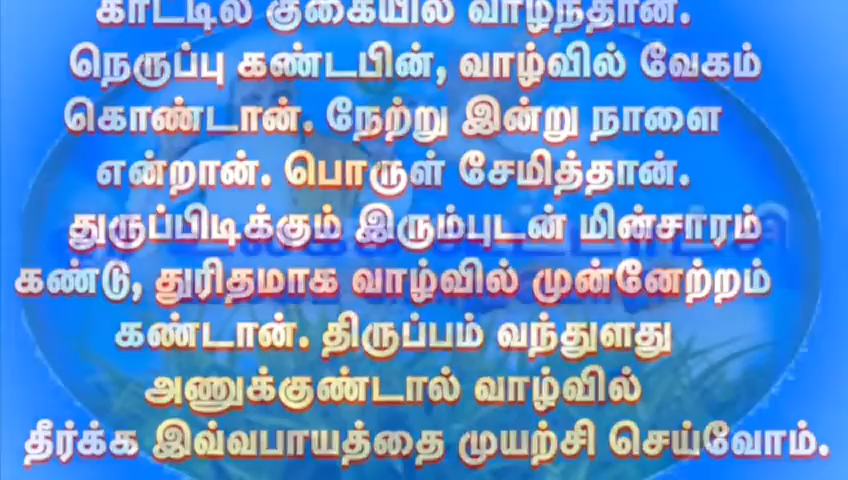 காட்டில் குகையில் வாழ்ந்தான்.
நெருப்பு கண்டபின், வாழ்வில் வேகம்
கொண்டான். நேற்று இன்று நாளை
என்றான். பொருள் சேமித்தான்.
துருப்பிடிக்கும் இரும்புடன் மின்சாரம்
கண்டு, துரிதமாக வாழ்வில் முன்னேற்றம்
கண்டான். திருப்பம் வந்துளது
அணுக்குண்டால் வாழ்வில்
தீர்க்க இவ்வபாயத்தை முயற்சி செய்வோம்.